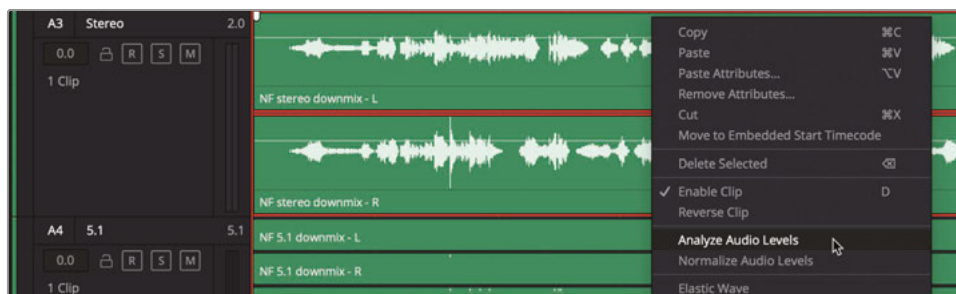 A3 Stereo 2.0
0.0 R S M
1 Clip
NF stereo downmix - L
NF stereo downmix - R
A4 5.1 5.1
0.0 R S M
1 Clip
NF 5.1 downmix - L
NF 5.1 downmix - R
Copy ⌘C
Paste ⌘V
Paste Attributes... ⌥V
Remove Attributes...
Cut ⌘X
Move to Embedded Start Timecode
Delete Selected ⌫
✓ Enable Clip D
Reverse Clip
Analyze Audio Levels
Normalize Audio Levels
Elastic Wave